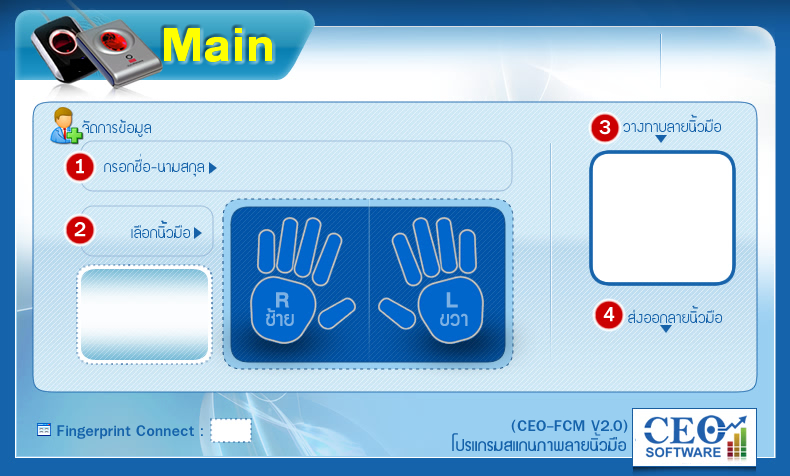 Main
จัดการข้อมูล
1 กรอกชื่อ-นามสกุล
2 เลือกนิ้วมือ
R
ซ้าย
L
ขวา
3 วางทาบลายนิ้วมือ
4 ส่งออกลายนิ้วมือ
Fingerprint Connect :
(CEO-FCM V2.0)
โปรแกรมสแกนภาพลายนิ้วมือ
CEO
SOFTWARE